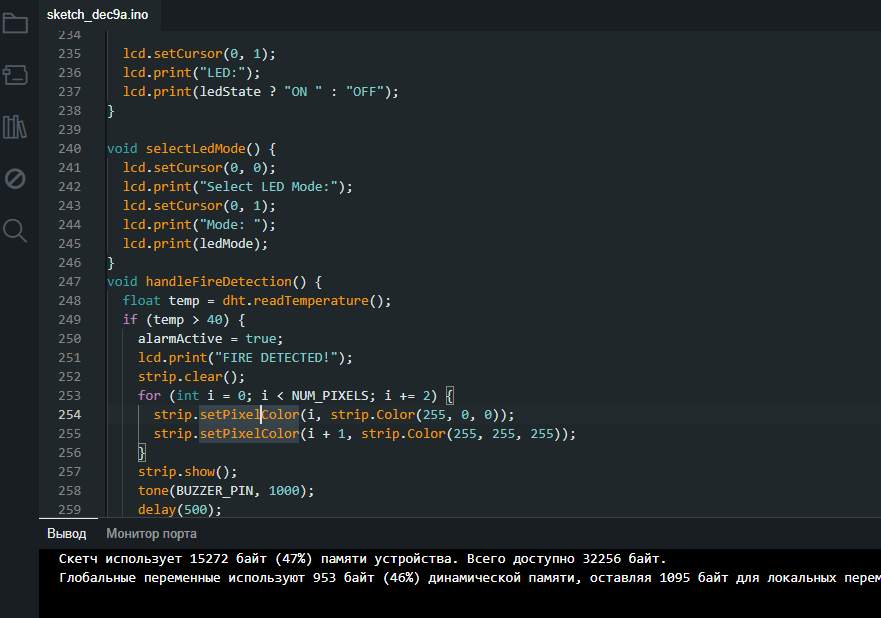 sketch_dec9a.ino
234
235 lcd.setCursor(0, 1);
236 lcd.print("LED:");
237 lcd.print(ledState ? "ON " : "OFF");
238 }
239
240 void selectLedMode() {
241 lcd.setCursor(0, 0);
242 lcd.print("Select LED Mode:");
243 lcd.setCursor(0, 1);
244 lcd.print("Mode: ");
245 lcd.print(ledMode);
246 }
247 void handleFireDetection() {
248 float temp = dht.readTemperature();
249 if (temp > 40) {
250 alarmActive = true;
251 lcd.print("FIRE DETECTED!");
252 strip.clear();
253 for (int i = 0; i < NUM_PIXELS; i += 2) {
254 strip.setPixelColor(i, strip.Color(255, 0, 0));
255 strip.setPixelColor(i + 1, strip.Color(255, 255, 255));
256 }
257 strip.show();
258 tone(BUZZER_PIN, 1000);
259 delay(500);
Вывод Монитор порта
Скетч использует 15272 байт (47%) памяти устройства. Всего доступно 32256 байт.
Глобальные переменные используют 953 байт (46%) динамической памяти, оставляя 1095 байт для локальных перем